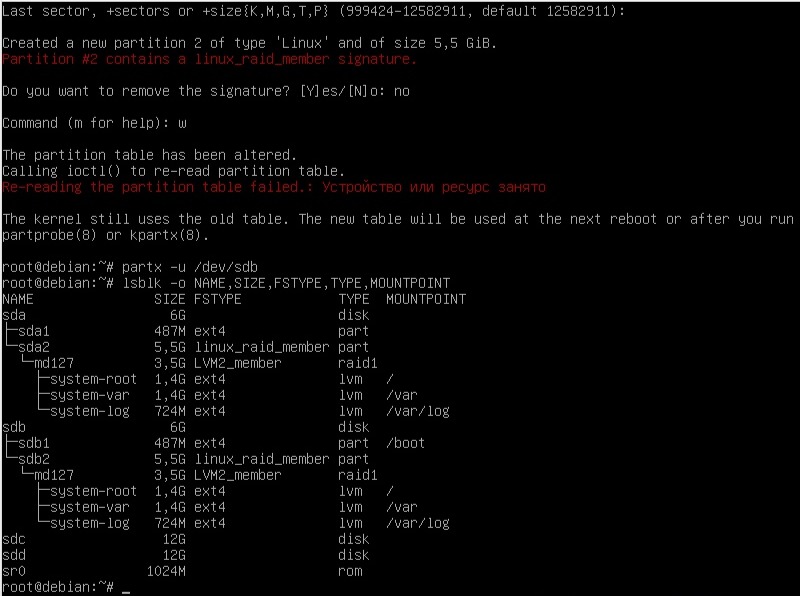 Last sector, +sectors or +size{K,M,G,T,P} (999424-12582911, default 12582911):
Created a new partition 2 of type 'Linux' and of size 5,5 GiB.
Partition #2 contains a linux_raid_member signature.
Do you want to remove the signature? [Y]es/[N]o: no
Command (m for help): w
The partition table has been altered.
Calling ioctl() to re-read partition table.
Re-reading the partition table failed.: Устройство или ресурс занято
The kernel still uses the old table. The new table will be used at the next reboot or after you run
partprobe(8) or kpartx(8).
root@debian:~# partx -u /dev/sdb
root@debian:~# lsblk -o NAME,SIZE,FSTYPE,TYPE,MOUNTPOINT
NAME SIZE FSTYPE TYPE MOUNTPOINT
sda 6G disk
├─sda1 487M ext4 part
└─sda2 5,5G linux_raid_member part
└─md127 3,5G LVM2_member raid1
├─system-root 1,4G ext4 lvm /
├─system-var 1,4G ext4 lvm /var
└─system-log 724M ext4 lvm /var/log
sdb 6G disk
├─sdb1 487M ext4 part /boot
└─sdb2 5,5G linux_raid_member part
└─md127 3,5G LVM2_member raid1
├─system-root 1,4G ext4 lvm /
├─system-var 1,4G ext4 lvm /var
└─system-log 724M ext4 lvm /var/log
sdc 12G disk
sdd 12G disk
sr0 1024M rom
root@debian:~# _